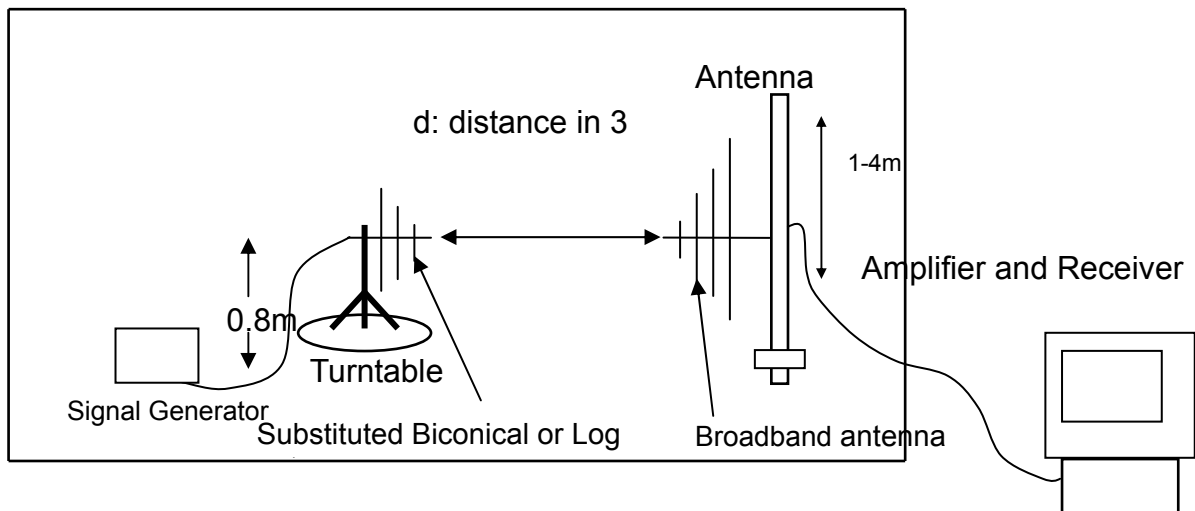 Antenna
d: distance in 3
1-4m
Amplifier and Receiver
0.8m
Turntable
Signal Generator
Substituted Biconical or Log
Broadband antenna